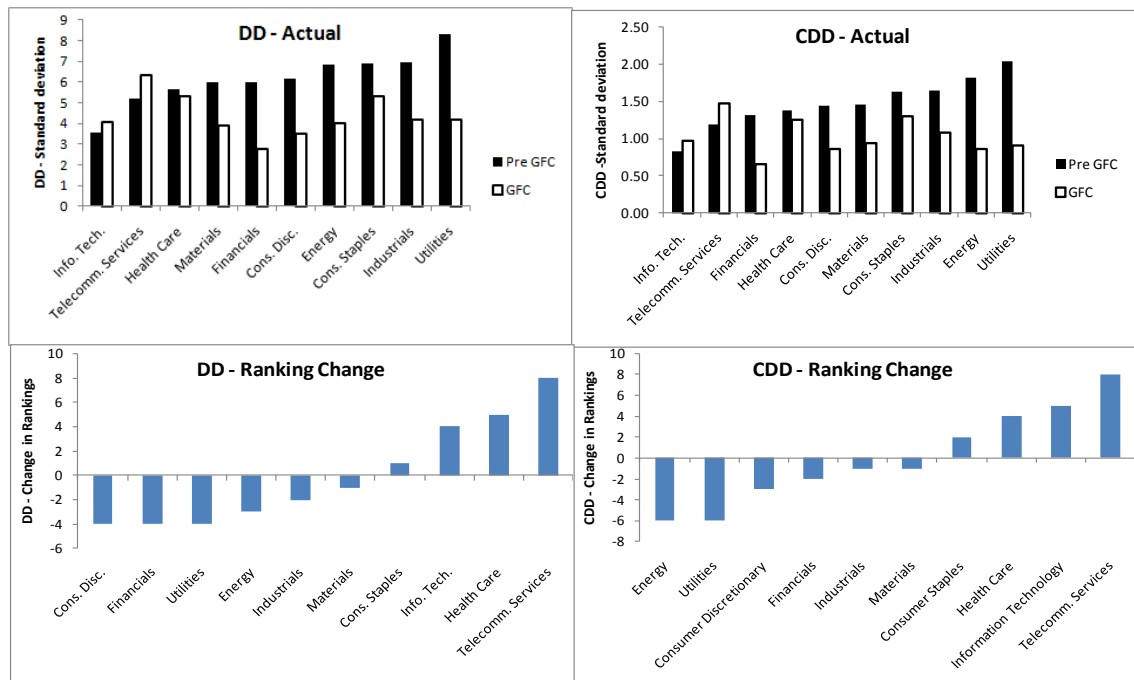 DD - Actual
DD - Standard deviation
9
8
7
6
5
4
3
2
1
0
Info. Tech.
Telecomm. Services
Health Care
Materials
Financials
Cons. Disc.
Energy
Cons. Staples
Industrials
Utilities
Pre GFC
GFC
CDD - Actual
CDD -Standard deviation
2.50
2.00
1.50
1.00
0.50
0.00
Info. Tech.
Telecomm. Services
Financials
Health Care
Cons. Disc.
Materials
Cons. Staples
Industrials
Energy
Utilities
Pre GFC
GFC
DD - Ranking Change
DD - Change in Rankings
10
8
6
4
2
0
-2
-4
-6
Cons. Disc.
Financials
Utilities
Energy
Industrials
Materials
Cons. Staples
Info. Tech.
Health Care
Telecomm. Services
CDD - Ranking Change
CDD - Change in Rankings
10
8
6
4
2
0
-2
-4
-6
-8
Energy
Utilities
Consumer Discretionary
Financials
Industrials
Materials
Consumer Staples
Health Care
Information Technology
Telecomm. Services